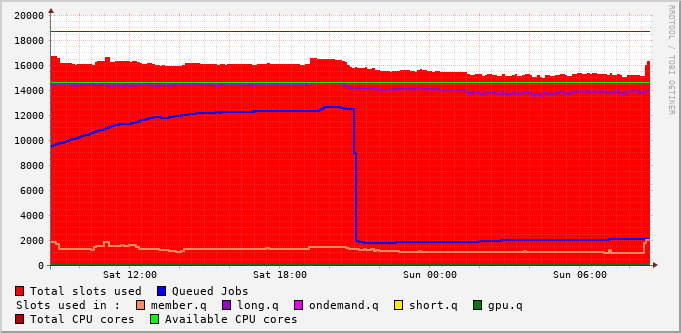 20000
18000
16000
14000
12000
10000
8000
6000
4000
2000
0
Sat 12:00 Sat 18:00 Sun 00:00 Sun 06:00
RRDTOOL / TOBI OETIKER
Total slots used Queued Jobs
Slots used in : member.q long.q ondemand.q short.q gpu.q
Total CPU cores Available CPU cores